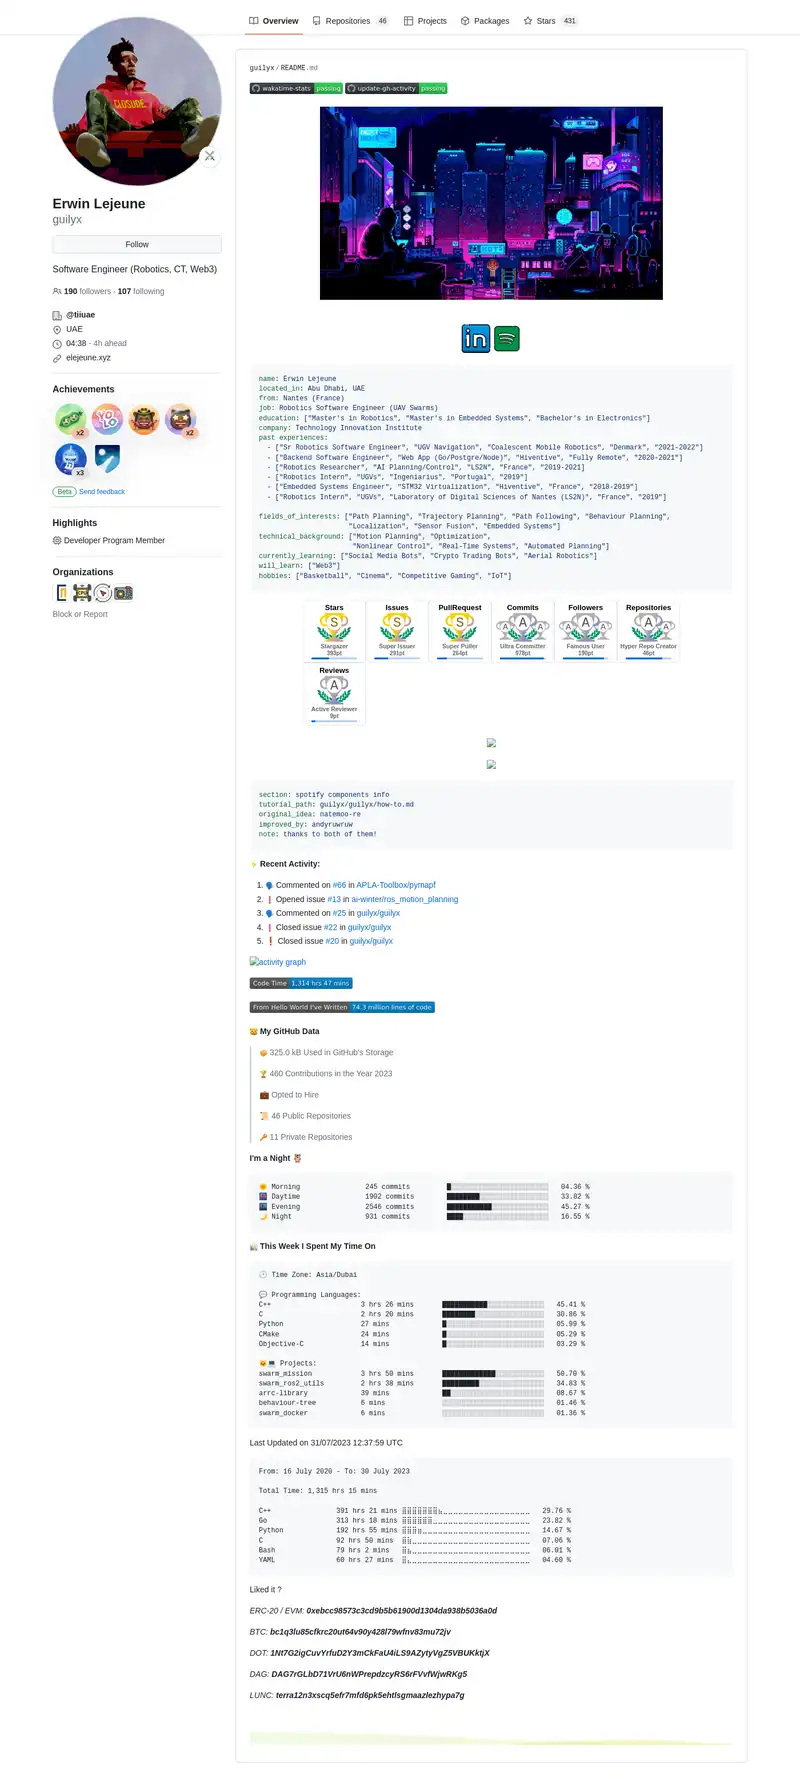 Overview
Repositories 46
Projects
Packages
Stars 431
CLOSUDE
Erwin Lejeune
guilyx
Follow
Software Engineer (Robotics, CT, Web3)
190 followers · 107 following
@tiiuae
UAE
04:38 - 4h ahead
elejeune.xyz
Achievements
x2
YOLO
x2
x3
Beta Send feedback
Highlights
Developer Program Member
Organizations
Block or Report
guilyx / README.md
wakatime-stats passing
update-gh-activity passing
in
name: Erwin Lejeune
located_in: Abu Dhabi, UAE
from: Nantes (France)
job: Robotics Software Engineer (UAV Swarms)
education: ["Master's in Robotics", "Master's in Embedded Systems", "Bachelor's in Electronics"]
company: Technology Innovation Institute
past experiences:
- ["Sr Robotics Software Engineer", "UGV Navigation", "Coalescent Mobile Robotics", "Denmark", "2021-2022"]
- ["Backend Software Engineer", "Web App (Go/Postgre/Node)", "Hiventive", "Fully Remote", "2020-2021"]
- ["Robotics Researcher", "AI Planning/Control", "LS2N", "France", "2019-2021]
- ["Robotics Intern", "UGVs", "Ingeniarius", "Portugal", "2019"]
- ["Embedded Systems Engineer", "STM32 Virtualization", "Hiventive", "France", "2018-2019"]
- ["Robotics Intern", "UGVs", "Laboratory of Digital Sciences of Nantes (LS2N)", "France", "2019"]
fields_of_interests: ["Path Planning", "Trajectory Planning", "Path Following", "Behaviour Planning",
"Localization", "Sensor Fusion", "Embedded Systems"]
technical_background: ["Motion Planning", "Optimization",
"Nonlinear Control", "Real-Time Systems", "Automated Planning"]
currently_learning: ["Social Media Bots", "Crypto Trading Bots", "Aerial Robotics"]
will_learn: ["Web3"]
hobbies: ["Basketball", "Cinema", "Competitive Gaming", "IoT"]
Stars Issues PullRequest Commits Followers Repositories
S S S A A A A A A A A A
Stargazer Super Issuer Super Puller Ultra Committer Famous User Hyper Repo Creator
393pt 291pt 264pt 978pt 190pt 46pt
Reviews
A
Active Reviewer
9pt
section: spotify components info
tutorial_path: guilyx/guilyx/how-to.md
original_idea: natemoo-re
improved_by: andyruwruw
note: thanks to both of them!
Recent Activity:
1. Commented on #66 in APLA-Toolbox/pymapf
2. Opened issue #13 in ai-winter/ros_motion_planning
3. Commented on #25 in guilyx/guilyx
4. Closed issue #22 in guilyx/guilyx
5. Closed issue #20 in guilyx/guilyx
activity graph
Code Time 1,314 hrs 47 mins
From Hello World I've Written 74.3 million lines of code
My GitHub Data
325.0 kB Used in GitHub's Storage
460 Contributions in the Year 2023
Opted to Hire
46 Public Repositories
11 Private Repositories
I'm a Night
Morning 245 commits 04.36 %
Daytime 1902 commits 33.82 %
Evening 2546 commits 45.27 %
Night 931 commits 16.55 %
This Week I Spent My Time On
Time Zone: Asia/Dubai
Programming Languages:
C++ 3 hrs 26 mins 45.41 %
C 2 hrs 20 mins 30.86 %
Python 27 mins 05.99 %
CMake 24 mins 05.29 %
Objective-C 14 mins 03.29 %
Projects:
swarm_mission 3 hrs 50 mins 50.70 %
swarm_ros2_utils 2 hrs 38 mins 34.83 %
arrc-library 39 mins 08.67 %
behaviour-tree 6 mins 01.46 %
swarm_docker 6 mins 01.36 %
Last Updated on 31/07/2023 12:37:59 UTC
From: 16 July 2020 - To: 30 July 2023
Total Time: 1,315 hrs 15 mins
C++ 391 hrs 21 mins 29.76 %
Go 313 hrs 18 mins 23.82 %
Python 192 hrs 55 mins 14.67 %
C 92 hrs 50 mins 07.06 %
Bash 79 hrs 2 mins 06.01 %
YAML 60 hrs 27 mins 04.60 %
Liked it ?
ERC-20 / EVM: 0xebcc98573c3cd9b5b61900d1304da938b5036a0d
BTC: bc1q3lu85cfkrc20ut64v90y428l79wfnv83mu72jv
DOT: 1Nt7G2igCuvYrfuD2Y3mCkFaU4iLS9AZytyVgZ5VBUKktjX
DAG: DAG7rGLbD71VrU6nWPrepdzcyRS6rFVvfWjwRKg5
LUNC: terra12n3xscq5efr7mfd6pk5ehtlsgmaazlezhypa7g